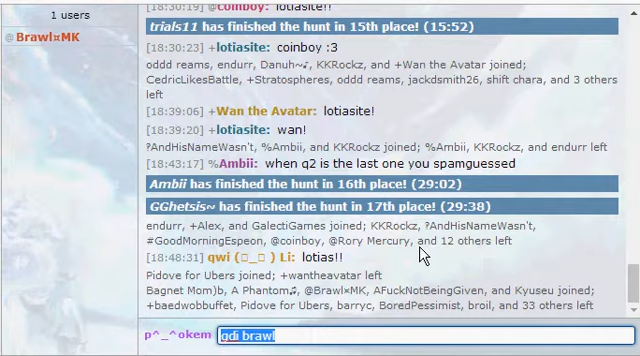 1 users
@Brawl¤MK
[18:30:19] @coinboy: lotiasite!!
trials11 has finished the hunt in 15th place! (15:52)
[18:30:23] +lotiasite: coinboy :3
oddd reams, endurr, Danuh~♪, KKRockz, and +Wan the Avatar joined;
CedricLikesBattle, +Stratospheres, oddd reams, jackdsmith26, shift chara, and 3 others
left
[18:39:06] +Wan the Avatar: lotiasite!
[18:39:20] +lotiasite: wan!
?AndHisNameWasn't, %Ambii, and KKRockz joined; %Ambii, KKRockz, and endurr left
[18:43:17] %Ambii: when q2 is the last one you spamguessed
Ambii has finished the hunt in 16th place! (29:02)
GGhetsis~ has finished the hunt in 17th place! (29:38)
endurr, +Alex, and GalectiGames joined; KKRockz, ?AndHisNameWasn't,
#GoodMorningEspeon, @coinboy, @Rory Mercury, and 12 others left
[18:48:31] qwi (▯_▯ ) Li: lotias!!
Pidove for Ubers joined; +wantheavatar left
Bagnet Mom)b, A Phantom♫, @Brawl¤MK, AFuckNotBeingGiven, and Kyuseu joined;
+baedwobbuffet, Pidove for Ubers, barryc, BoredPessimist, broil, and 33 others left
p^_^okem gdi brawl